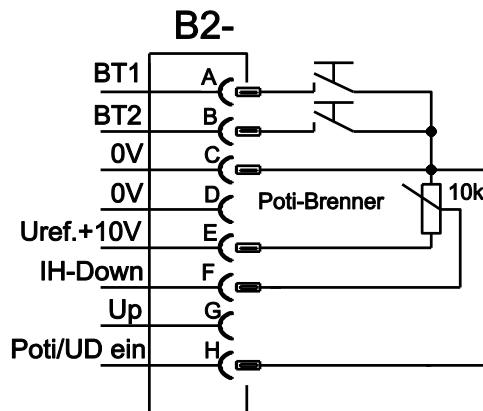 B2-
BT1 A
BT2 B
0V C
0V D
Poti-Brenner 10k
Uref.+10V E
IH-Down F
Up G
Poti/UD ein H